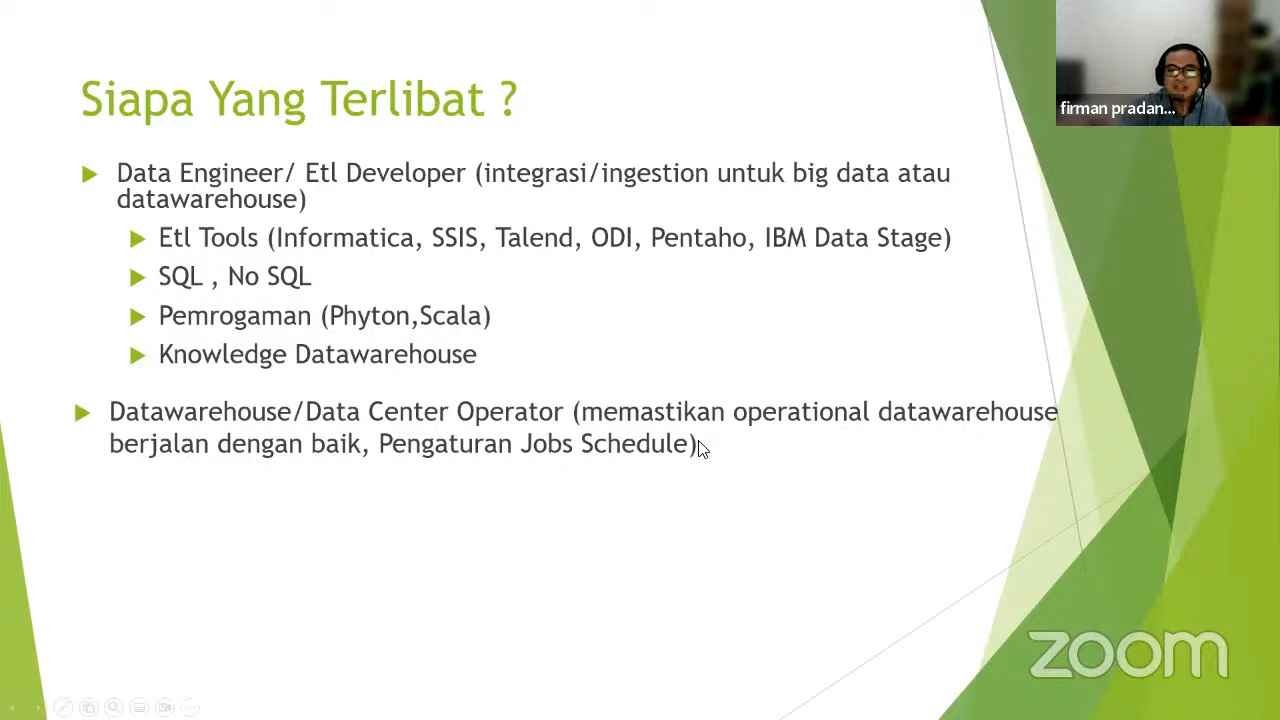 Siapa Yang Terlibat ?
firman pradan...
Data Engineer/ Etl Developer (integrasi/ingestion untuk big data atau
datawarehouse)
Etl Tools (Informatica, SSIS, Talend, ODI, Pentaho, IBM Data Stage)
SQL , No SQL
Pemrogaman (Phyton,Scala)
Knowledge Datawarehouse
Datawarehouse/Data Center Operator (memastikan operational datawarehouse
berjalan dengan baik, Pengaturan Jobs Schedule)
zoom